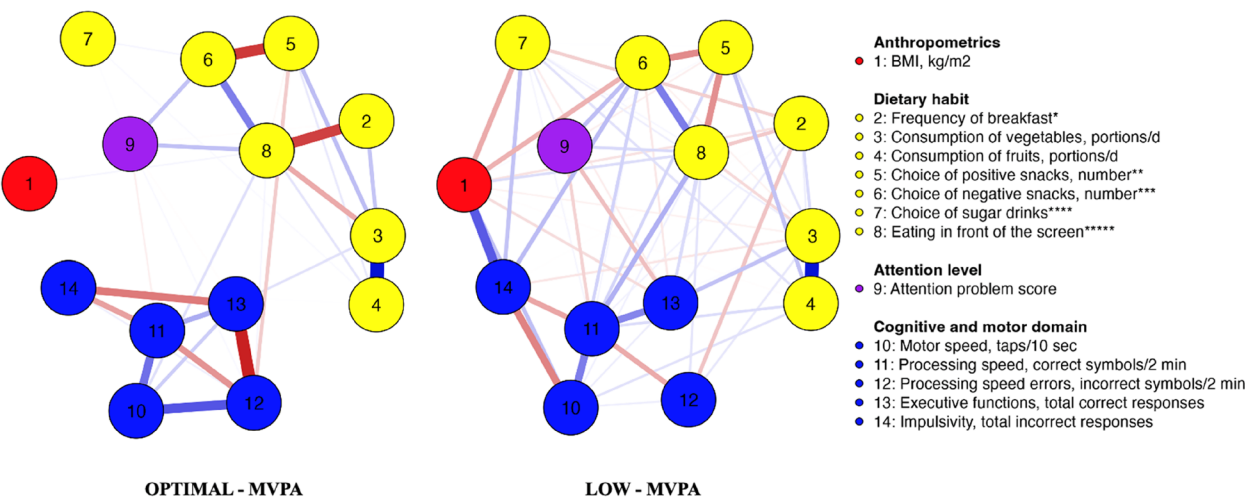 7
6
5
2
9
8
1
3
4
14
13
11
10
12
OPTIMAL - MVPA
7
6
5
2
9
8
1
3
4
14
13
11
10
12
LOW - MVPA
Anthropometrics
1: BMI, kg/m2
Dietary habit
2: Frequency of breakfast*
3: Consumption of vegetables, portions/d
4: Consumption of fruits, portions/d
5: Choice of positive snacks, number**
6: Choice of negative snacks, number***
7: Choice of sugar drinks****
8: Eating in front of the screen*****
Attention level
9: Attention problem score
Cognitive and motor domain
10: Motor speed, taps/10 sec
11: Processing speed, correct symbols/2 min
12: Processing speed errors, incorrect symbols/2 min
13: Executive functions, total correct responses
14: Impulsivity, total incorrect responses